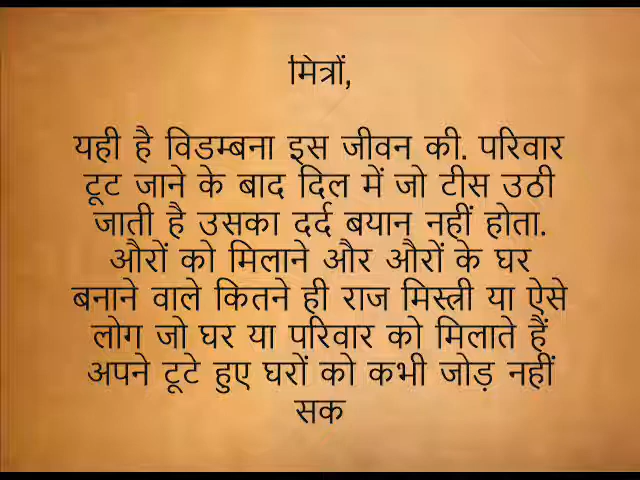 मित्रों,
यही है विडम्बना इस जीवन की. परिवार
टूट जाने के बाद दिल में जो टीस उठी
जाती है उसका दर्द बयान नहीं होता.
औरों को मिलाने और औरों के घर
बनाने वाले कितने ही राज मिस्त्री या ऐसे
लोग जो घर या परिवार को मिलाते हैं
अपने टूटे हुए घरों को कभी जोड़ नहीं
सक